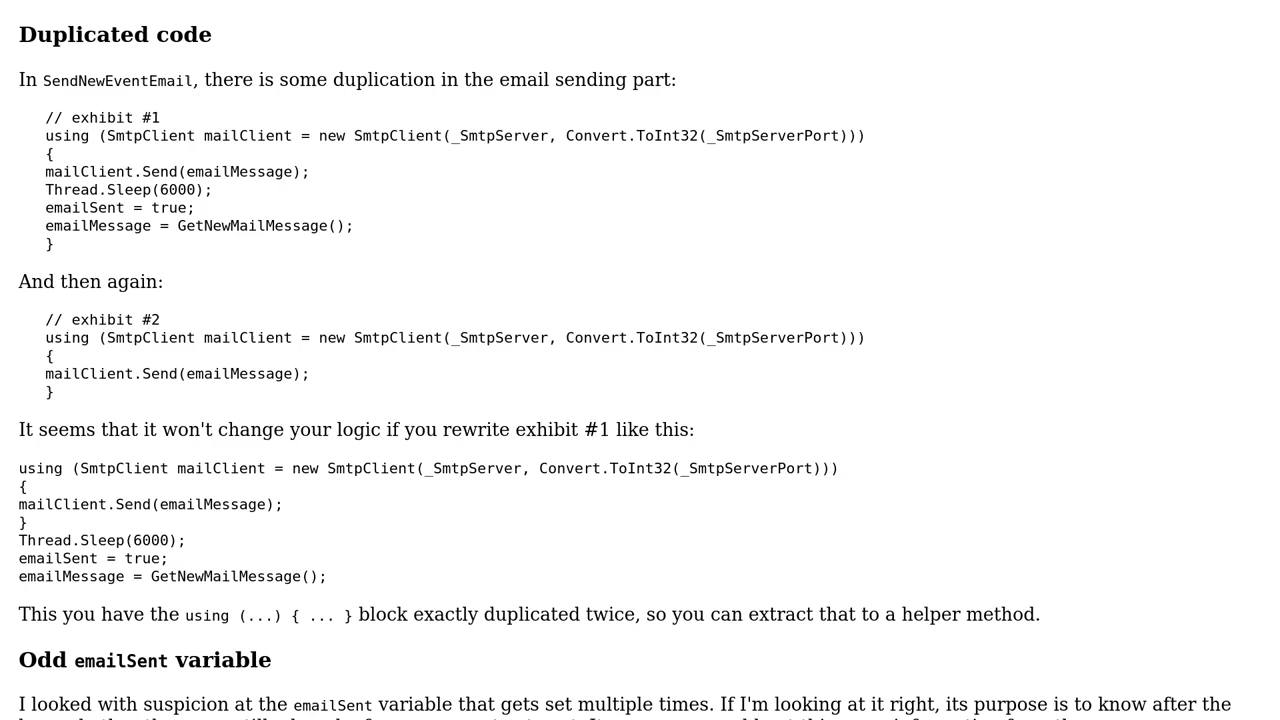 Duplicated code
In SendNewEventEmail, there is some duplication in the email sending part:
// exhibit #1
using (SmtpClient mailClient = new SmtpClient(_SmtpServer, Convert.ToInt32(_SmtpServerPort)))
{
mailClient.Send(emailMessage);
Thread.Sleep(6000);
emailSent = true;
emailMessage = GetNewMailMessage();
}
And then again:
// exhibit #2
using (SmtpClient mailClient = new SmtpClient(_SmtpServer, Convert.ToInt32(_SmtpServerPort)))
{
mailClient.Send(emailMessage);
}
It seems that it won't change your logic if you rewrite exhibit #1 like this:
using (SmtpClient mailClient = new SmtpClient(_SmtpServer, Convert.ToInt32(_SmtpServerPort)))
{
mailClient.Send(emailMessage);
}
Thread.Sleep(6000);
emailSent = true;
emailMessage = GetNewMailMessage();
This you have the using (...) { ... } block exactly duplicated twice, so you can extract that to a helper method.
Odd emailSent variable
I looked with suspicion at the emailSent variable that gets set multiple times. If I'm looking at it right, its purpose is to know after the